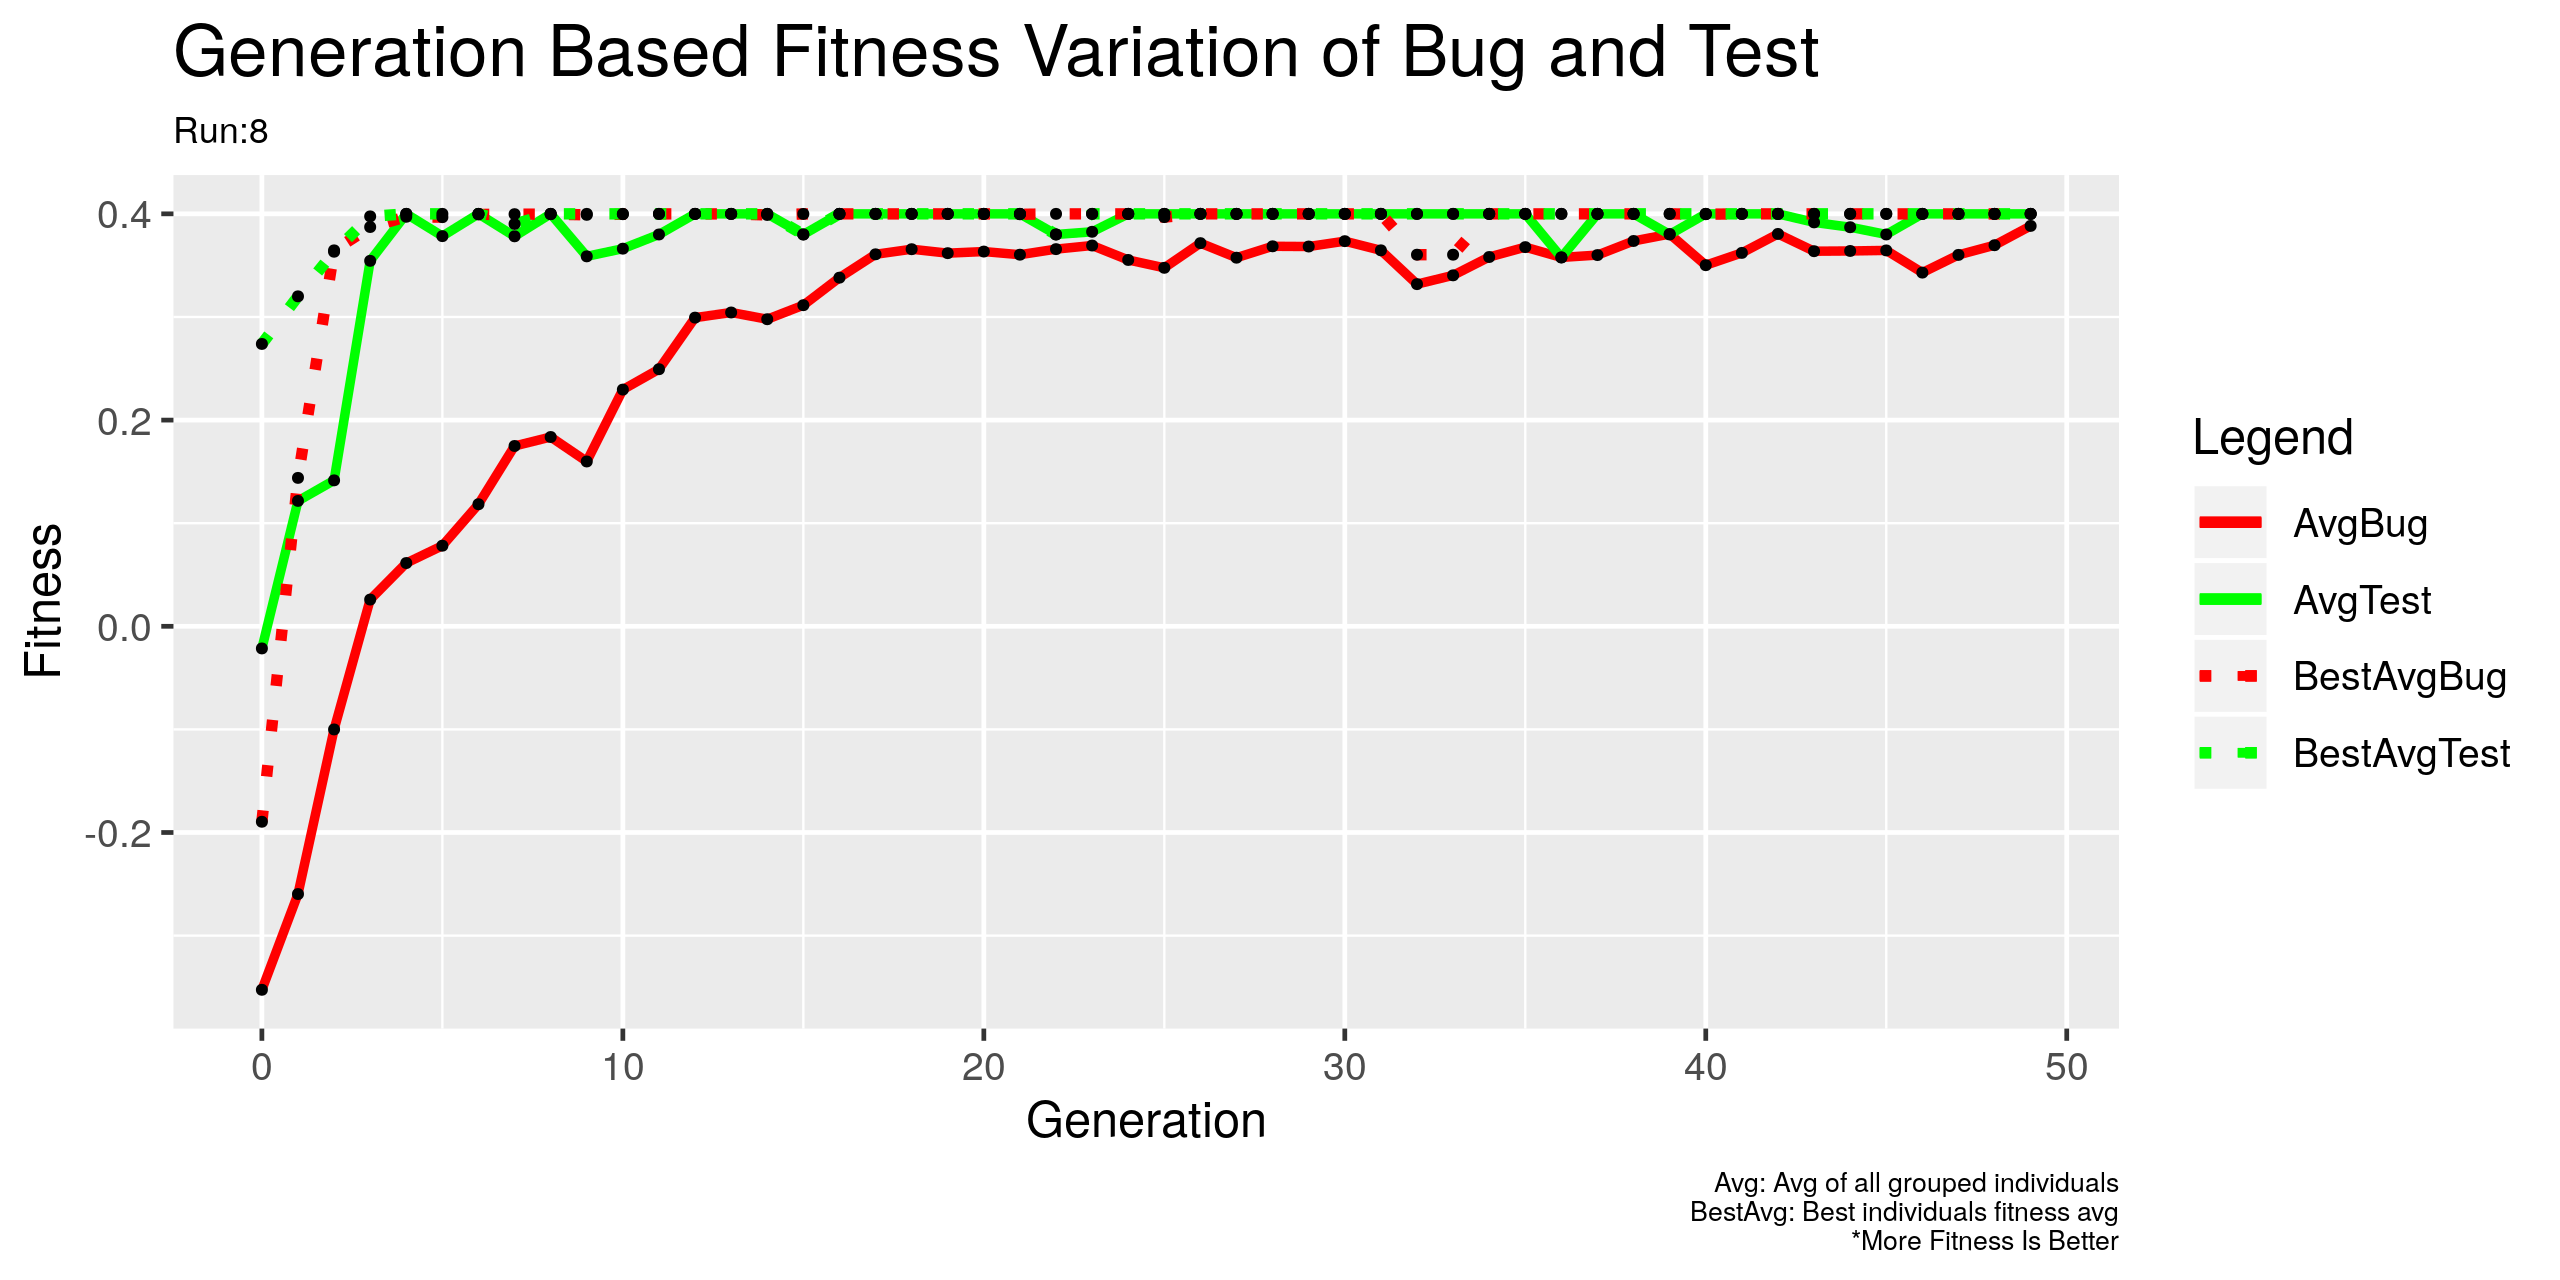 Generation Based Fitness Variation of Bug and Test
Run:8
0.4
0.2
0.0
-0.2
Fitness
0 10 20 30 40 50
Generation
Legend
AvgBug
AvgTest
BestAvgBug
BestAvgTest
Avg: Avg of all grouped individuals
BestAvg: Best individuals fitness avg
*More Fitness Is Better